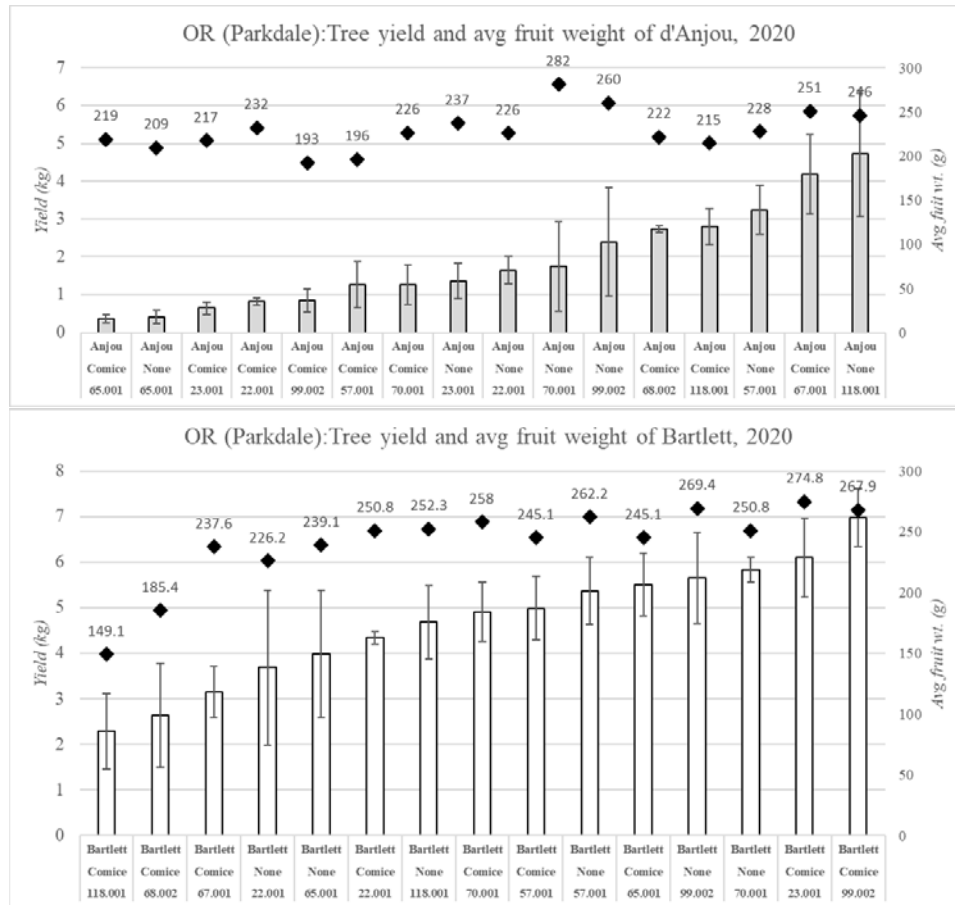 OR (Parkdale):Tree yield and avg fruit weight of d'Anjou, 2020
7
6
5
4
3
2
1
0
Yield (kg)
300
250
200
150
100
50
0
Avg fuit wt. (g)
219 209 217 232 193 196 226 237 226 282 260 222 215 228 251 246
Anjou Anjou Anjou Anjou Anjou Anjou Anjou Anjou Anjou Anjou Anjou Anjou Anjou Anjou Anjou Anjou
Comice None Comice Comice Comice Comice Comice None None None None Comice Comice None Comice None
65.001 65.001 23.001 22.001 99.002 57.001 70.001 23.001 22.001 70.001 99.002 68.002 118.001 57.001 67.001 118.001
OR (Parkdale):Tree yield and avg fruit weight of Bartlett, 2020
8
7
6
5
4
3
2
1
0
Yield (kg)
300
250
200
150
100
50
0
Avg fruit wt. (g)
149.1 185.4 237.6 226.2 239.1 250.8 252.3 258 245.1 262.2 245.1 269.4 250.8 274.8 267.9
Bartlett Bartlett Bartlett Bartlett Bartlett Bartlett Bartlett Bartlett Bartlett Bartlett Bartlett Bartlett Bartlett Bartlett Bartlett
Comice Comice Comice None None Comice None Comice Comice None Comice None None Comice Comice
118.001 68.002 67.001 22.001 65.001 22.001 118.001 70.001 57.001 57.001 65.001 99.002 70.001 23.001 99.002